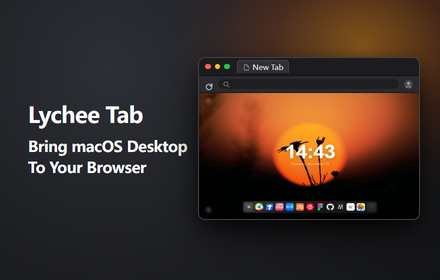 Lychee Tab
Bring macOS Desktop
To Your Browser
New Tab
14:43